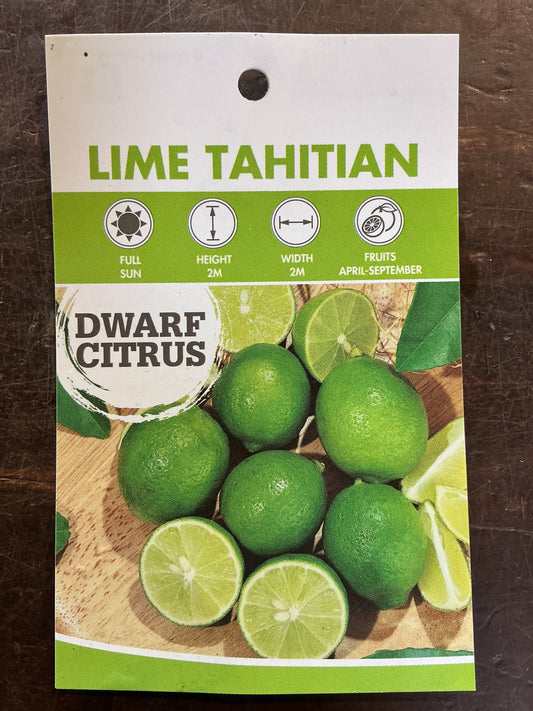 LIME TAHITIAN
FULL
SUN
HEIGHT
2M
WIDTH
2M
FRUITS
APRIL-SEPTEMBER
DWARF
CITRUS